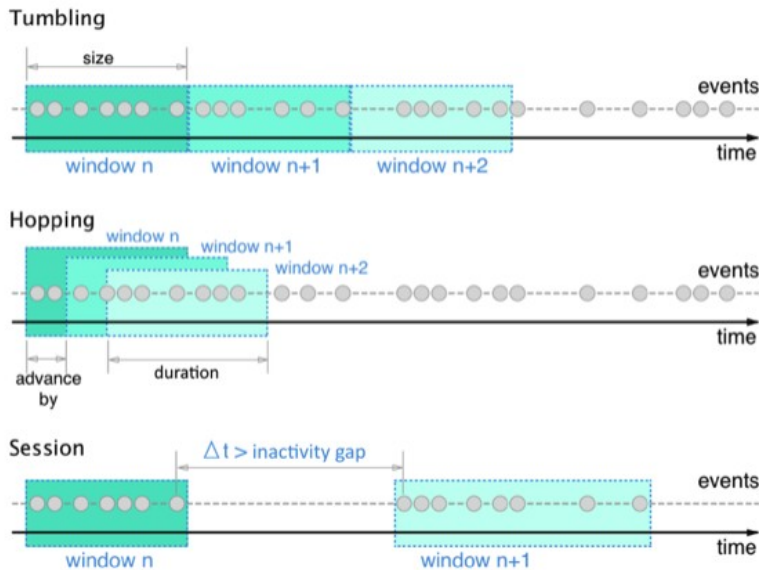 Tumbling
size
events
time
window n
window n+1
window n+2
Hopping
window n
window n+1
window n+2
events
time
advance
by
duration
Session
Δt > inactivity gap
events
time
window n
window n+1